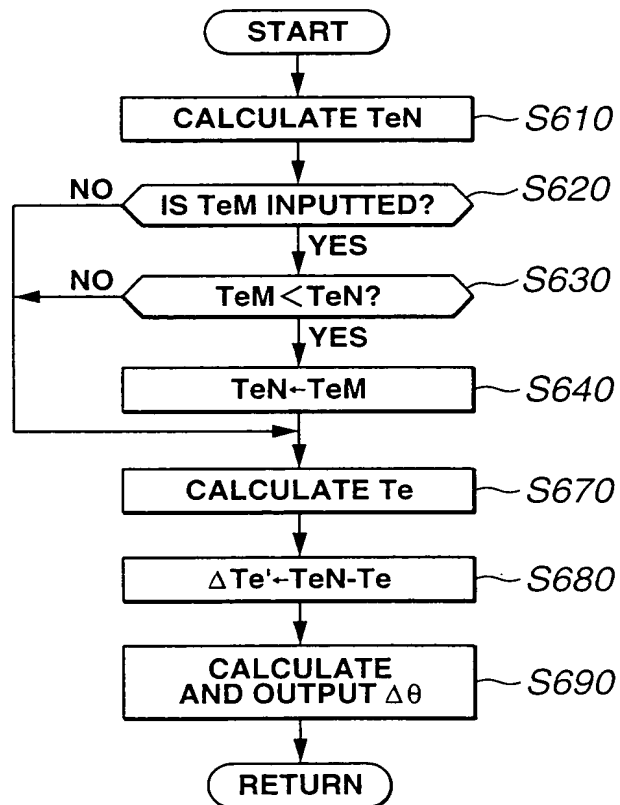 START
CALCULATE TeN
S610
IS TeM INPUTTED?
S620
NO
YES
TeM<TeN?
S630
NO
YES
TeN←TeM
S640
CALCULATE Te
S670
ΔTe'←TeN-Te
S680
CALCULATE
AND OUTPUT Δθ
S690
RETURN